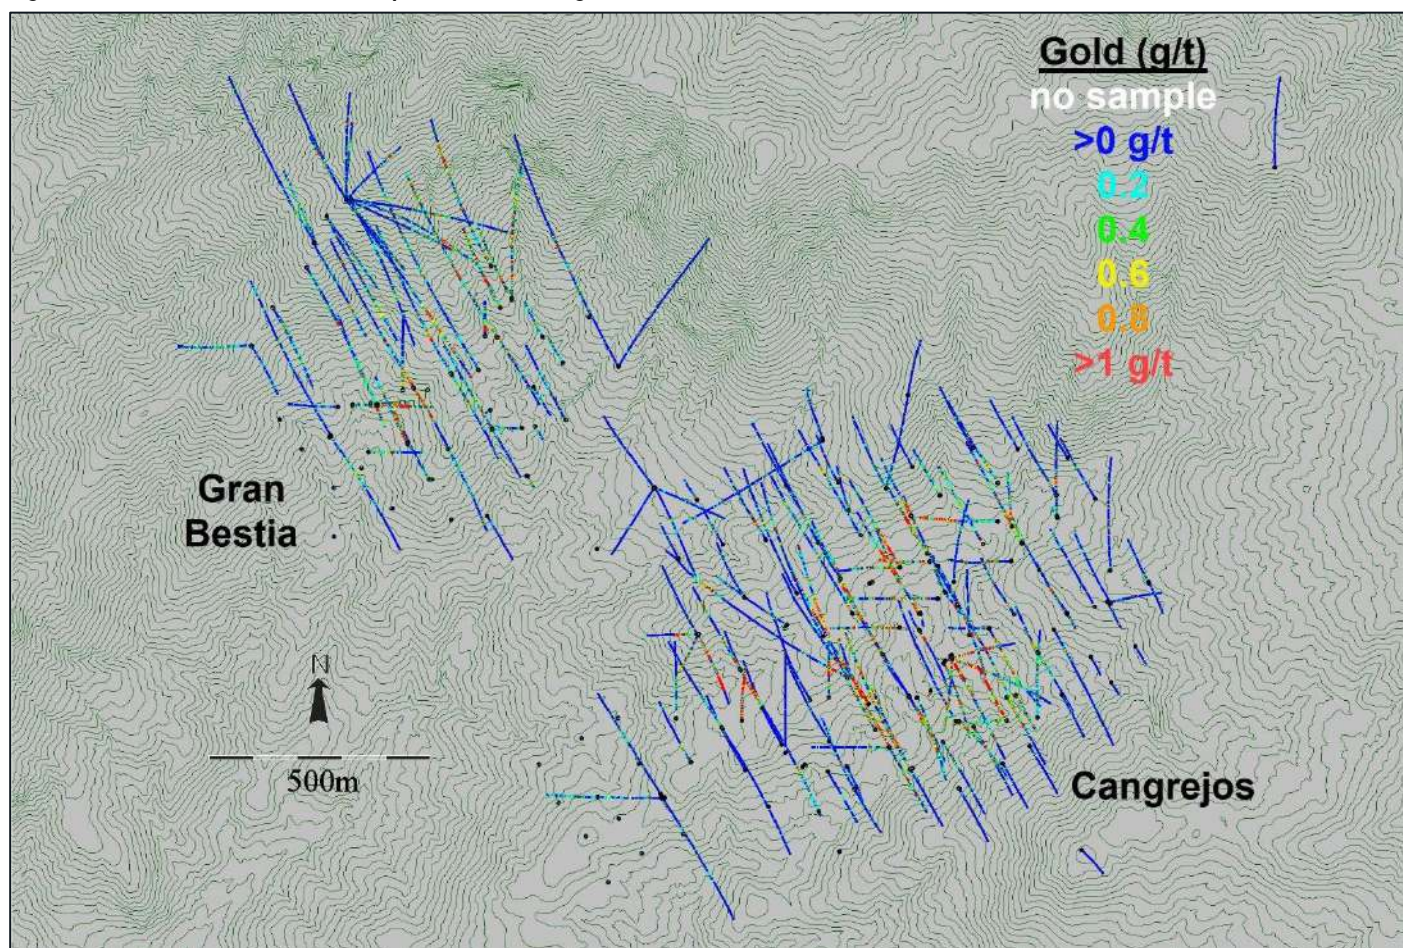 Gold (g/t)
no sample
>0 g/t
0.2
0.4
0.6
0.8
>1 g/t
Gran
Bestia
N
500m
Cangrejos